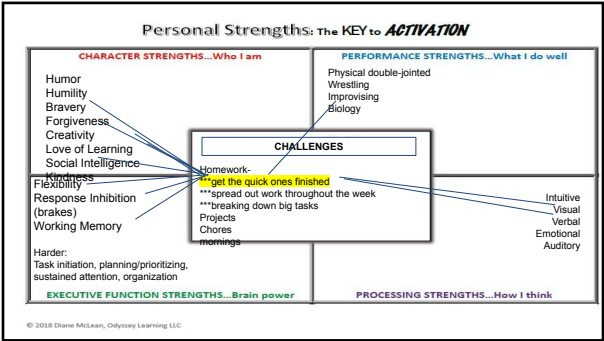 Personal Strengths: The KEY to ACTIVATION
CHARACTER STRENGTHS...Who I am
Humor
Humility
Bravery
Forgiveness
Creativity
Love of Learning
Social Intelligence
Kindness
PERFORMANCE STRENGTHS...What I do well
Physical double-jointed
Wrestling
Improvising
Biology
CHALLENGES
Homework-
***get the quick ones finished
***spread out work throughout the week
***breaking down big tasks
Projects
Chores
mornings
Flexibility
Response Inhibition
(brakes)
Working Memory
Harder:
Task initiation, planning/prioritizing,
sustained attention, organization
EXECUTIVE FUNCTION STRENGTHS...Brain power
Intuitive
Visual
Verbal
Emotional
Auditory
PROCESSING STRENGTHS...How I think
© 2018 Diane McLean, Odyssey Learning LLC